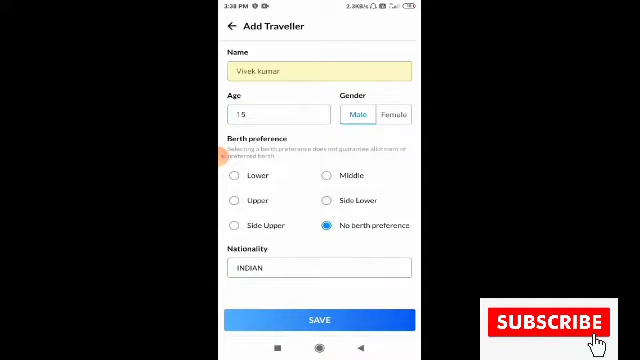 3:38 PM
2.3KB/s
Add Traveller
Name
Vivek kumar
Age
Gender
15
Male
Female
Berth preference
Selecting a berth preference does not guarantee allotment of
preferred berth.
Lower
Middle
Upper
Side Lower
Side Upper
No berth preference
Nationality
INDIAN
SAVE
SUBSCRIBE